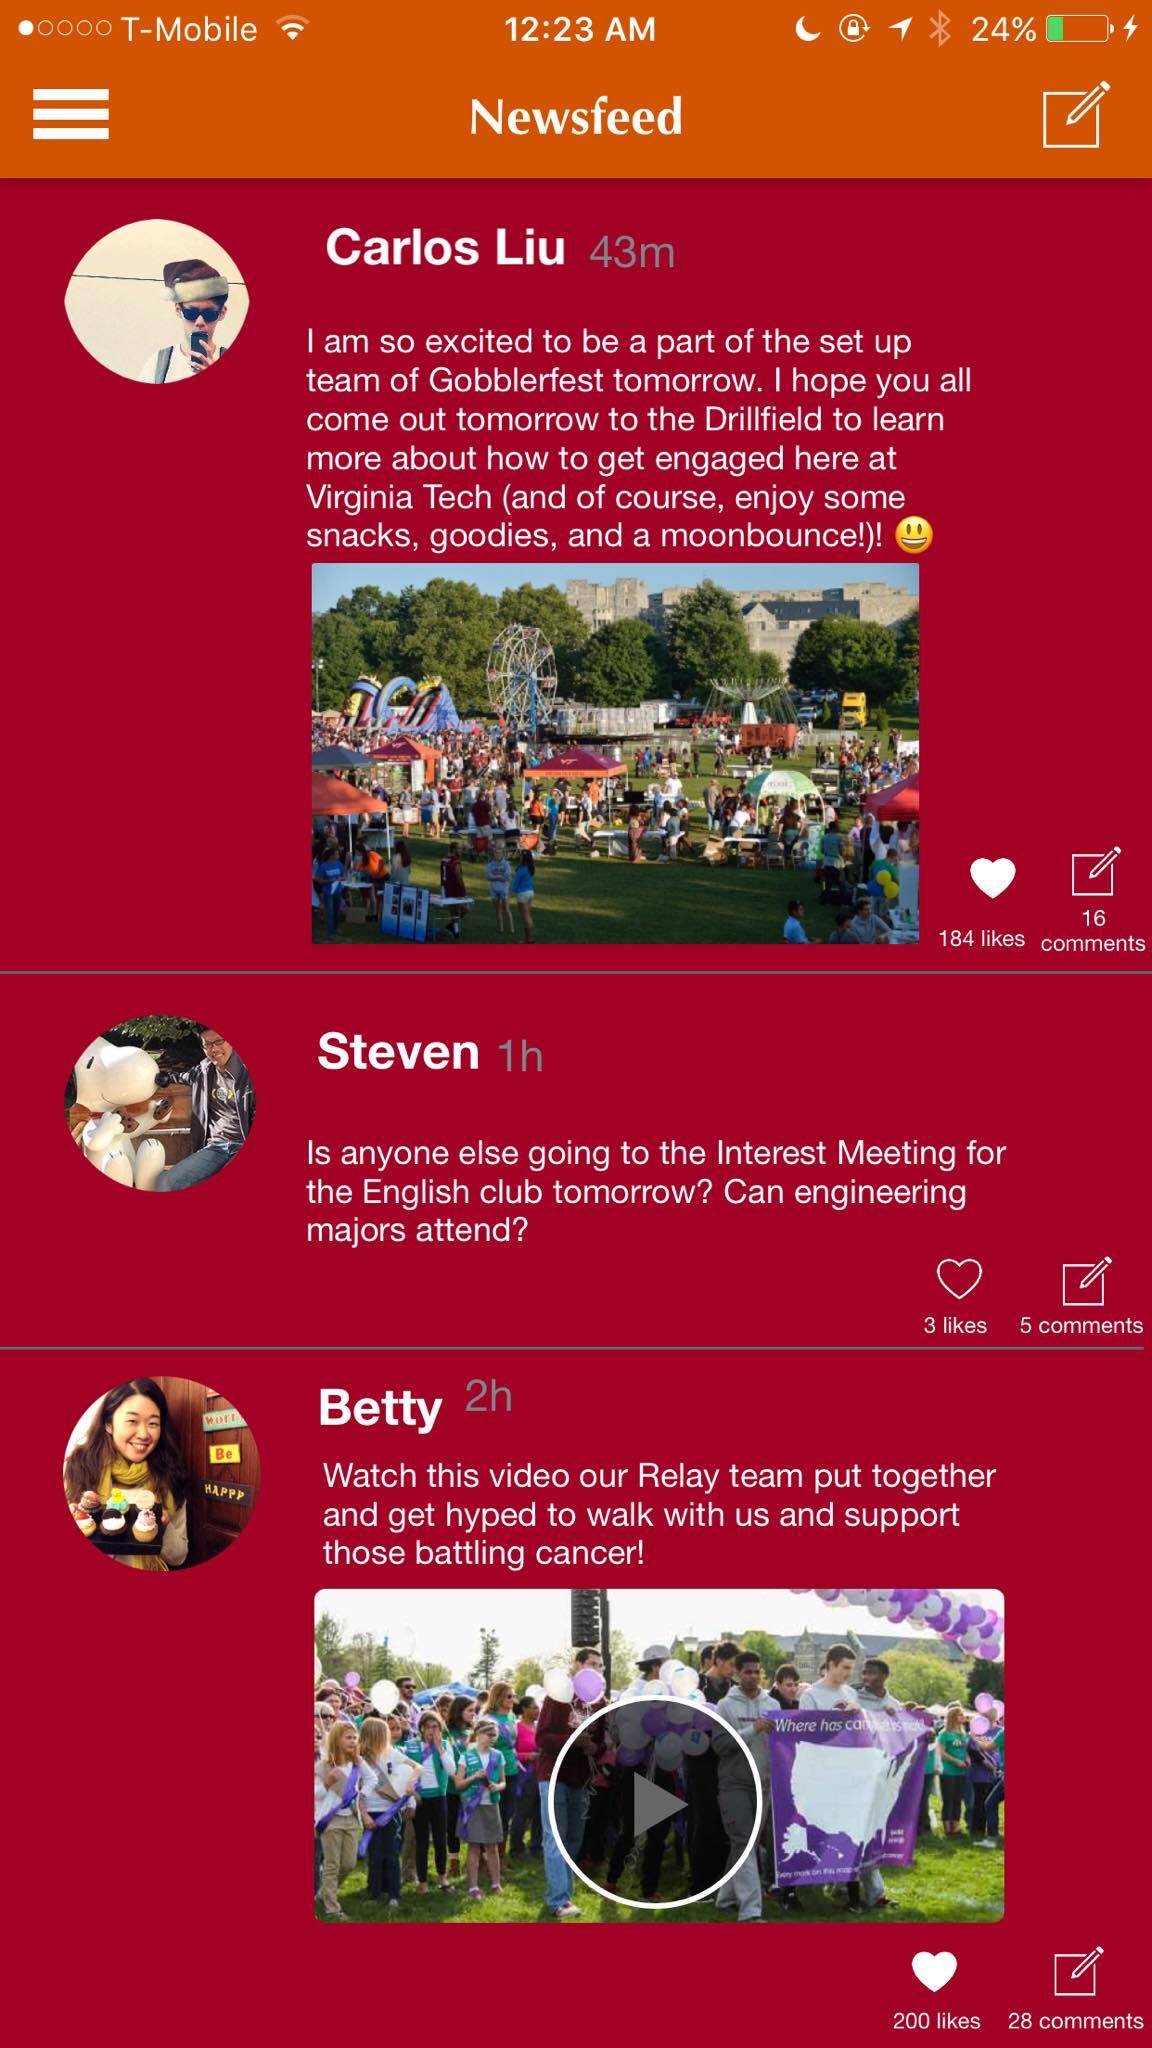 T-Mobile 12:23 AM 24%
Newsfeed
Carlos Liu 43m
I am so excited to be a part of the set up
team of Gobblerfest tomorrow. I hope you all
come out tomorrow to the Drillfield to learn
more about how to get engaged here at
Virginia Tech (and of course, enjoy some
snacks, goodies, and a moonbounce!)! 😃
184 likes
16
comments
Steven 1h
Is anyone else going to the Interest Meeting for
the English club tomorrow? Can engineering
majors attend?
3 likes 5 comments
Betty 2h
Be
HAPPY
Watch this video our Relay team put together
and get hyped to walk with us and support
those battling cancer!
Where has
200 likes 28 comments